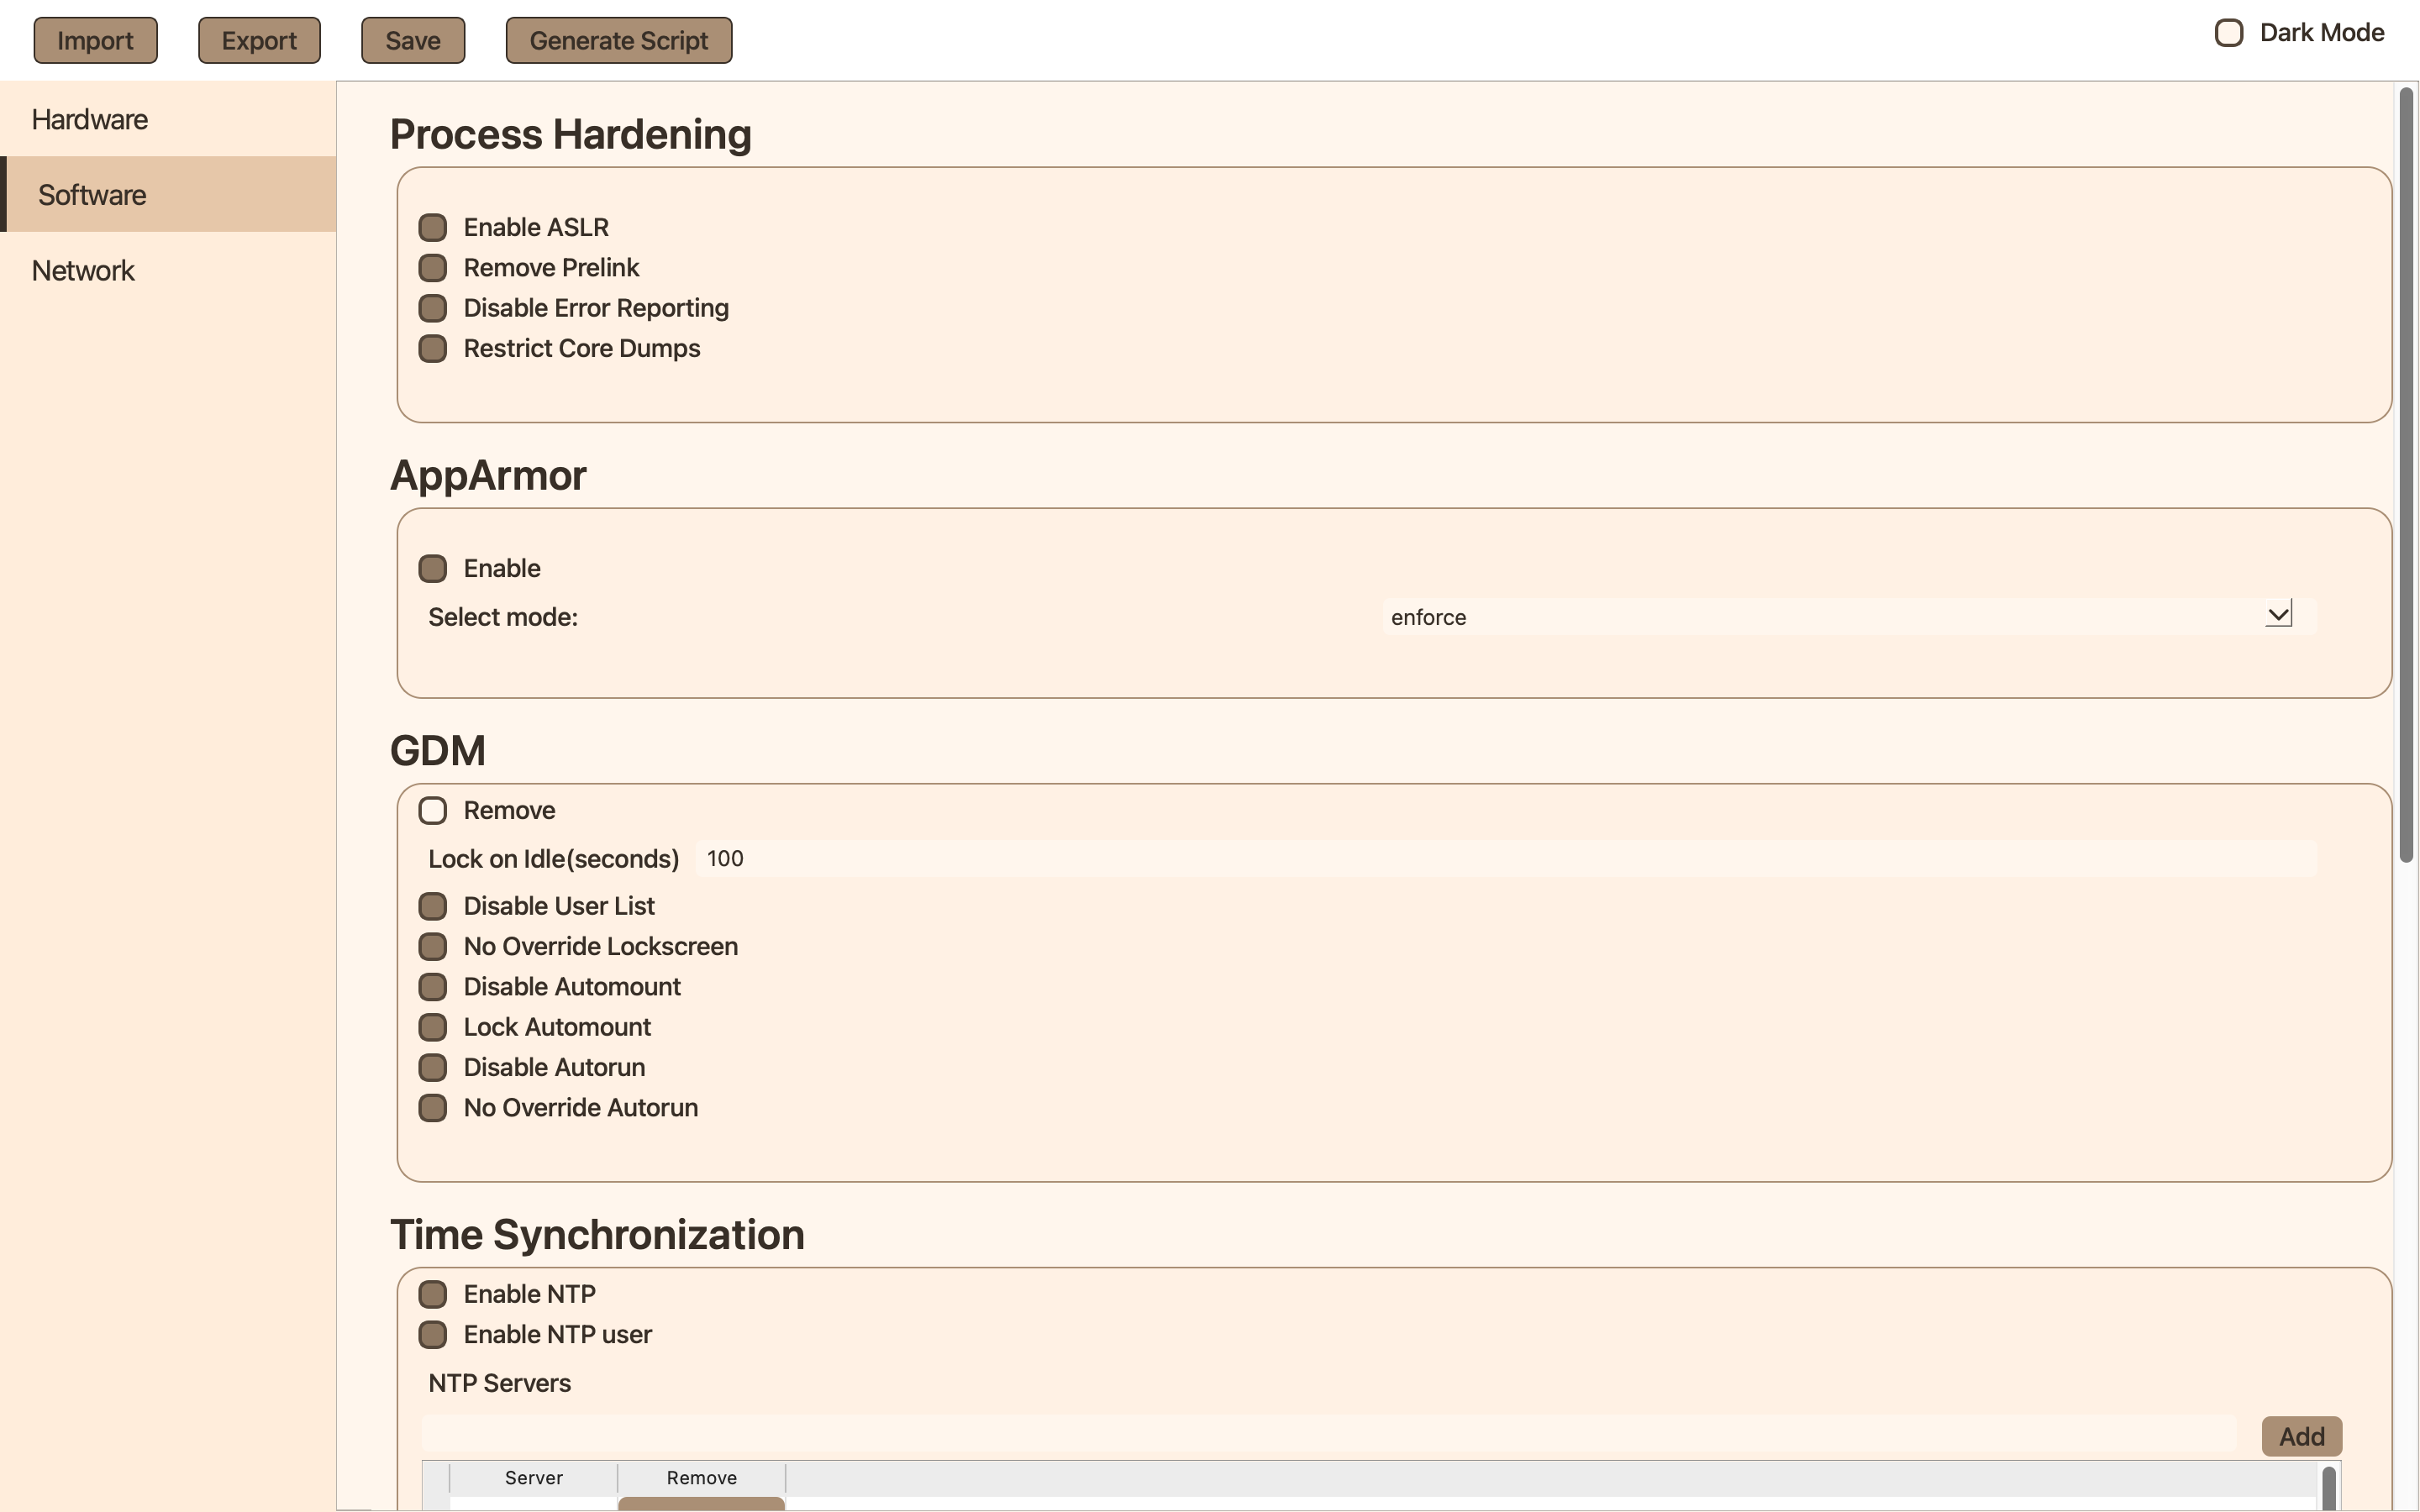 Import Export Save Generate Script Dark Mode
Hardware
Software
Network
Process Hardening
Enable ASLR
Remove Prelink
Disable Error Reporting
Restrict Core Dumps
AppArmor
Enable
Select mode: enforce
GDM
Remove
Lock on Idle(seconds) 100
Disable User List
No Override Lockscreen
Disable Automount
Lock Automount
Disable Autorun
No Override Autorun
Time Synchronization
Enable NTP
Enable NTP user
NTP Servers
Add
Server Remove